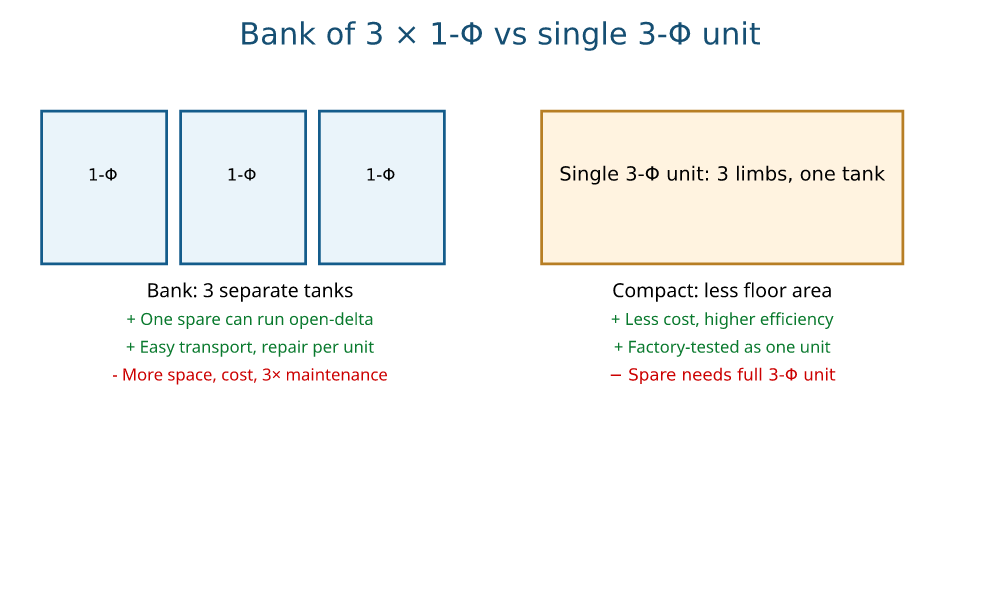 Bank of 3 × 1-Φ vs single 3-Φ unit
1-Φ
1-Φ
1-Φ
Bank: 3 separate tanks
+ One spare can run open-delta
+ Easy transport, repair per unit
- More space, cost, 3× maintenance
Single 3-Φ unit: 3 limbs, one tank
Compact: less floor area
+ Less cost, higher efficiency
+ Factory-tested as one unit
− Spare needs full 3-Φ unit